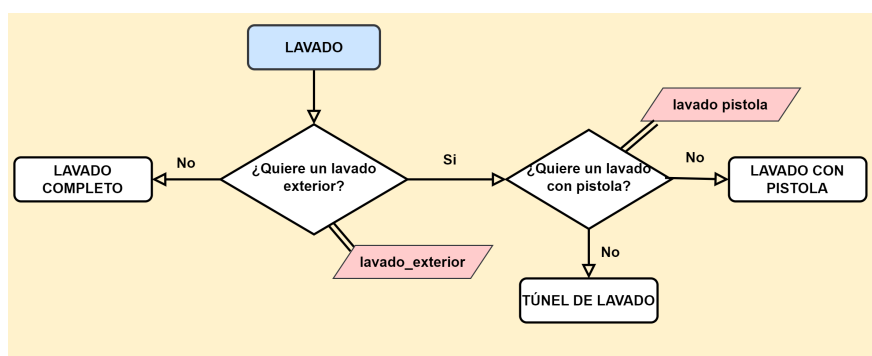 LAVADO
lavado pistola
¿Quiere un lavado
exterior?
No
LAVADO
COMPLETO
Si
¿Quiere un lavado
con pistola?
No
LAVADO CON
PISTOLA
lavado_exterior
No
TÚNEL DE LAVADO